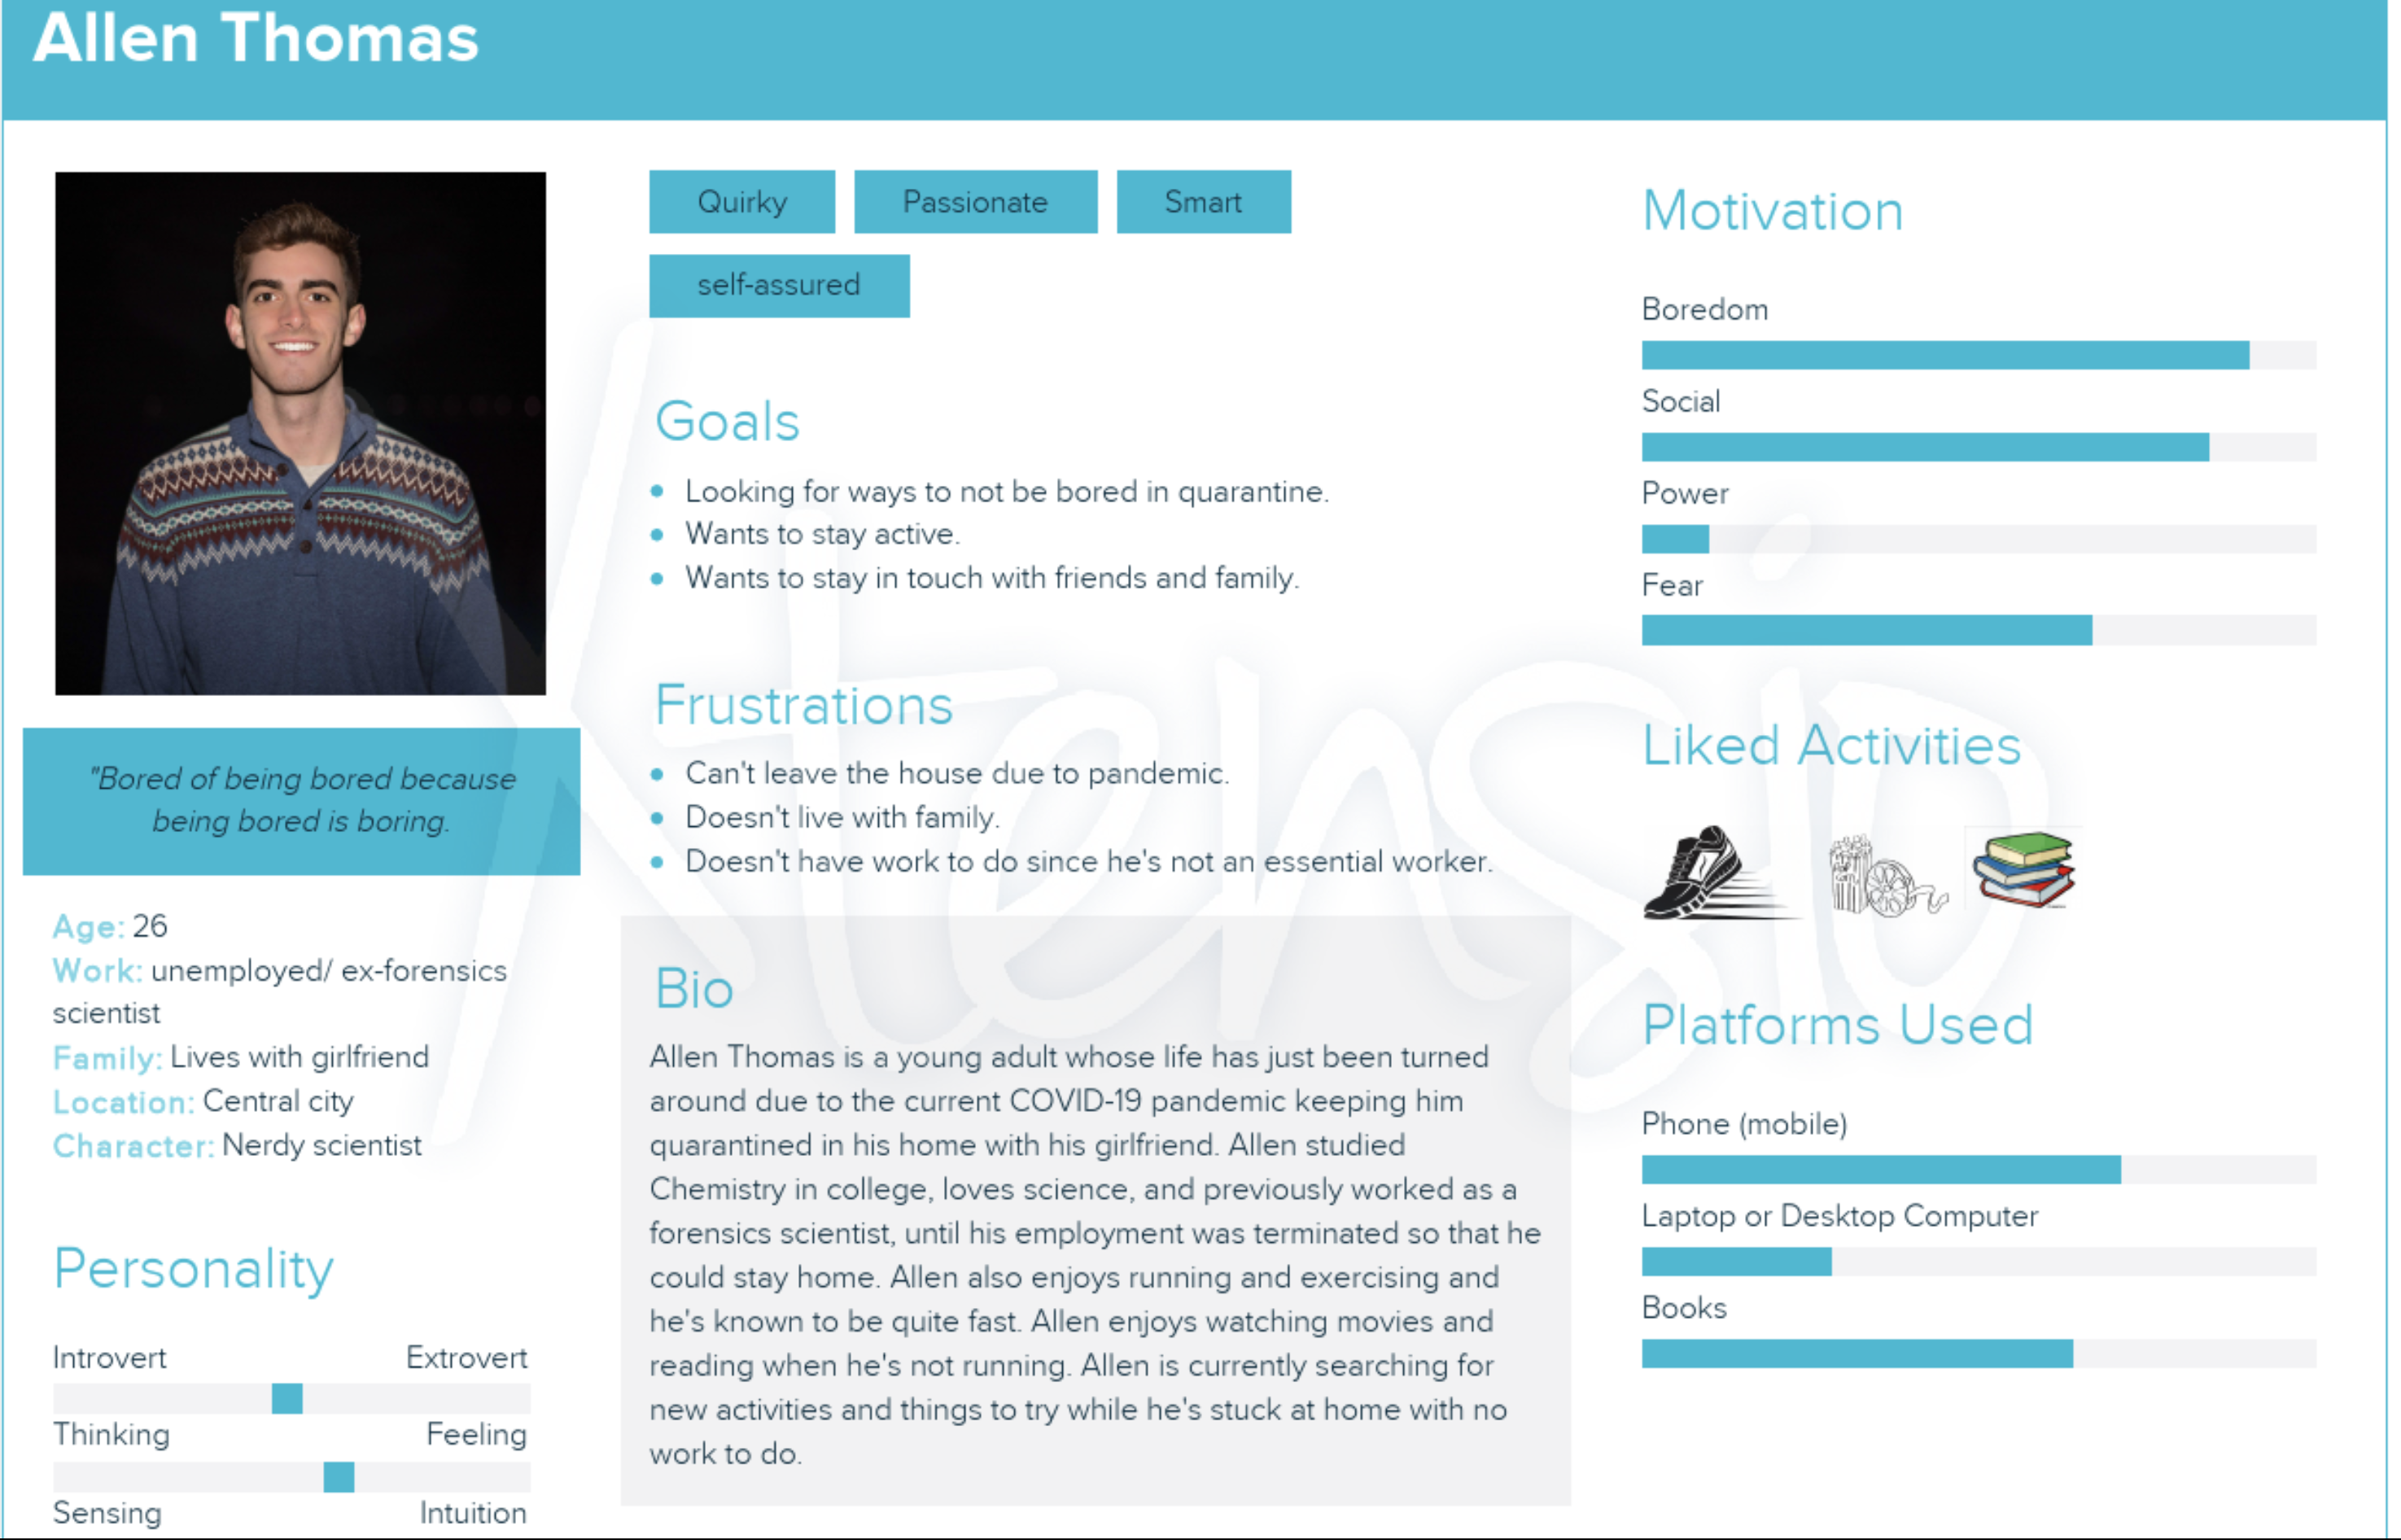 Allen Thomas
"Bored of being bored because
being bored is boring.
Age: 26
Work: unemployed/ ex-forensics
scientist
Family: Lives with girlfriend
Location: Central city
Character: Nerdy scientist
Personality
Introvert Extrovert
Thinking Feeling
Sensing Intuition
Quirky Passionate Smart
self-assured
Goals
Looking for ways to not be bored in quarantine.
Wants to stay active.
Wants to stay in touch with friends and family.
Frustrations
Can't leave the house due to pandemic.
Doesn't live with family.
Doesn't have work to do since he's not an essential worker.
Bio
Allen Thomas is a young adult whose life has just been turned
around due to the current COVID-19 pandemic keeping him
quarantined in his home with his girlfriend. Allen studied
Chemistry in college, loves science, and previously worked as a
forensics scientist, until his employment was terminated so that he
could stay home. Allen also enjoys running and exercising and
he's known to be quite fast. Allen enjoys watching movies and
reading when he's not running. Allen is currently searching for
new activities and things to try while he's stuck at home with no
work to do.
Motivation
Boredom
Social
Power
Fear
Liked Activities
Platforms Used
Phone (mobile)
Laptop or Desktop Computer
Books
Xtensio